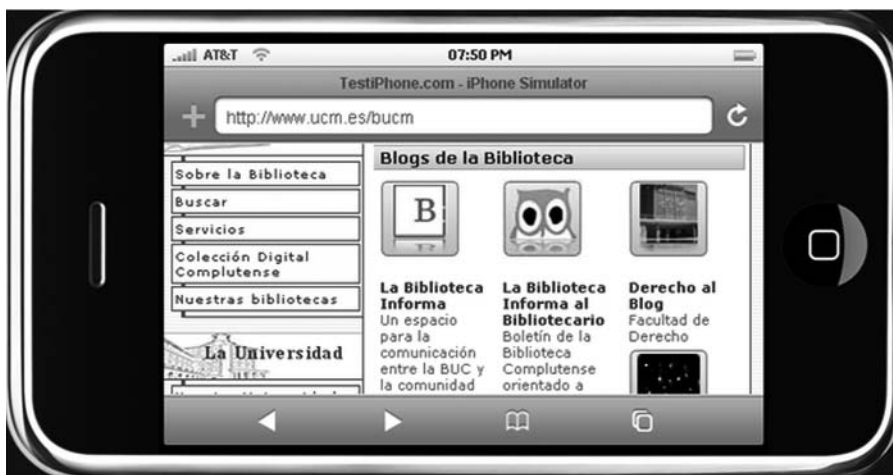 AT&T 07:50 PM
TestiPhone.com - iPhone Simulator
http://www.ucm.es/bucm
Sobre la Biblioteca
Buscar
Servicios
Colección Digital
Complutense
Nuestras bibliotecas
La Universidad
Blogs de la Biblioteca
B
La Biblioteca
Informa
Un espacio
para la
comunicación
entre la BUC y
la comunidad
La Biblioteca
Informa al
Bibliotecario
Boletín de la
Biblioteca
Complutense
orientado a
Derecho al
Blog
Facultad de
Derecho